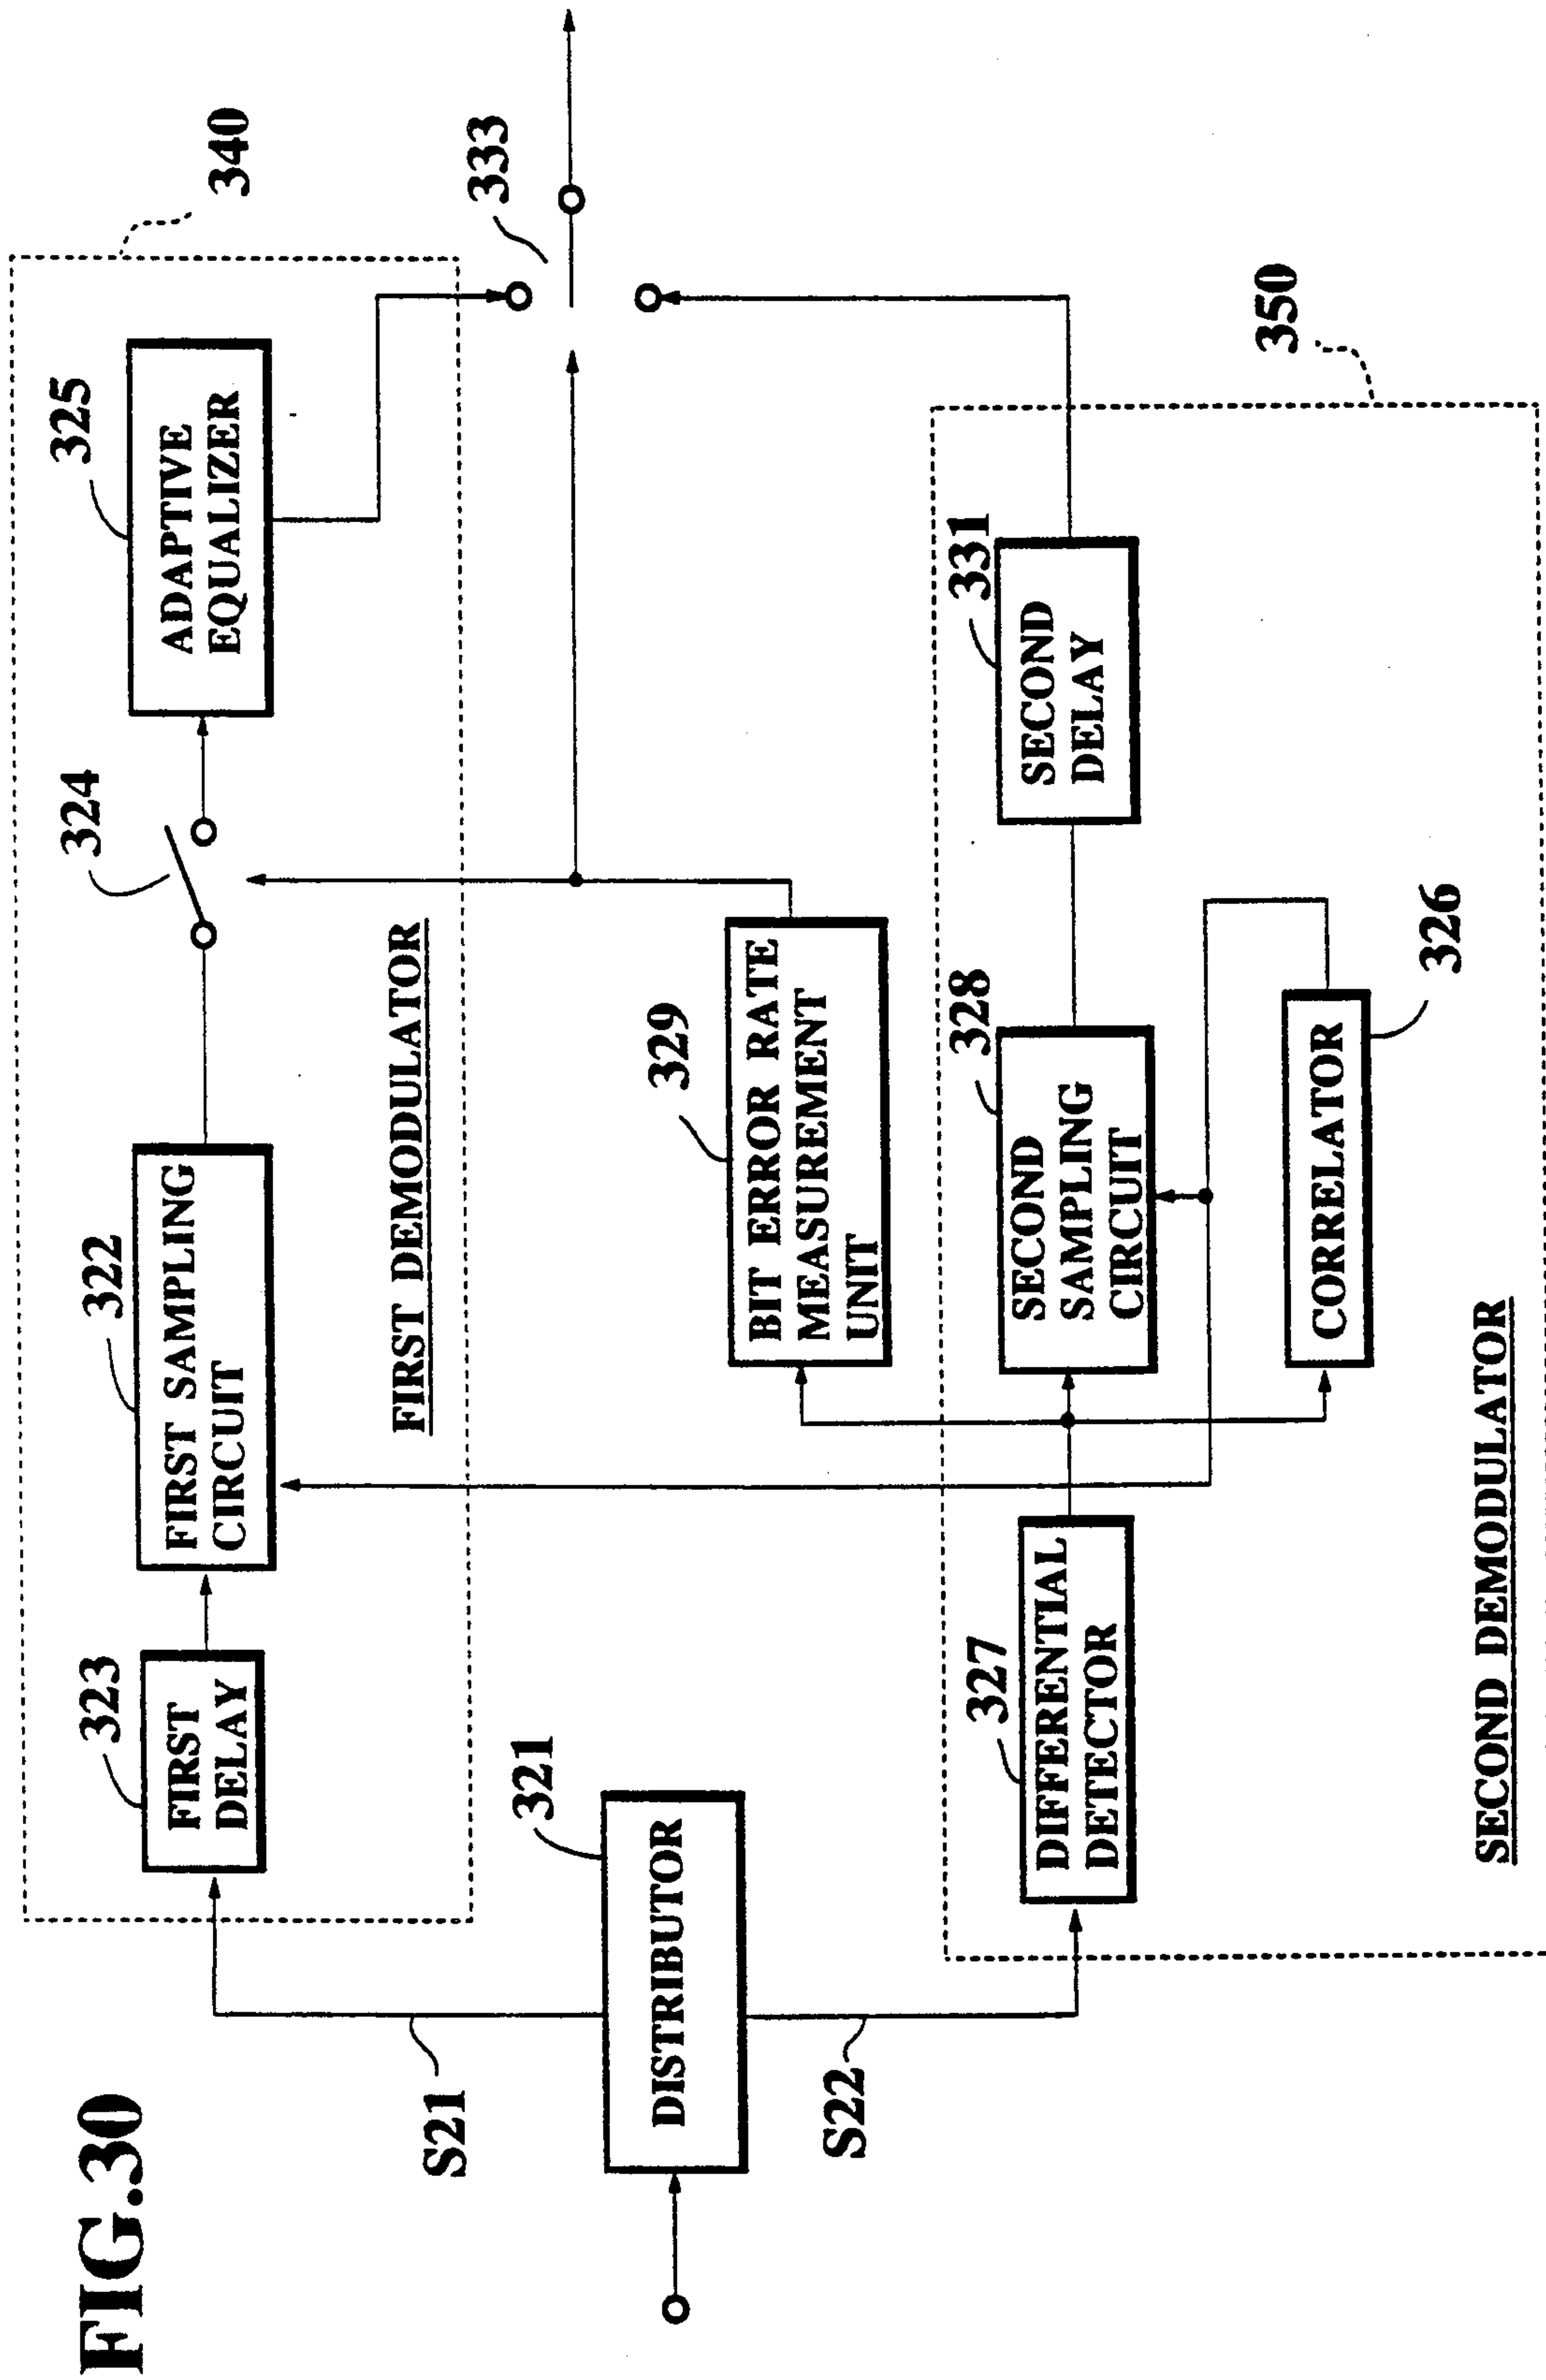 FIG.30
340
323
FIRST
DELAY
322
FIRST SAMPLING
CIRCUIT
324
325
ADAPTIVE
EQUALIZER
FIRST DEMODULATOR
333
S21
321
DISTRIBUTOR
S22
329
BIT ERROR RATE
MEASUREMENT
UNIT
350
327
DIFFERENTIAL
DETECTOR
328
SECOND
SAMPLING
CIRCUIT
331
SECOND
DELAY
CORRELATOR
326
SECOND DEMODULATOR